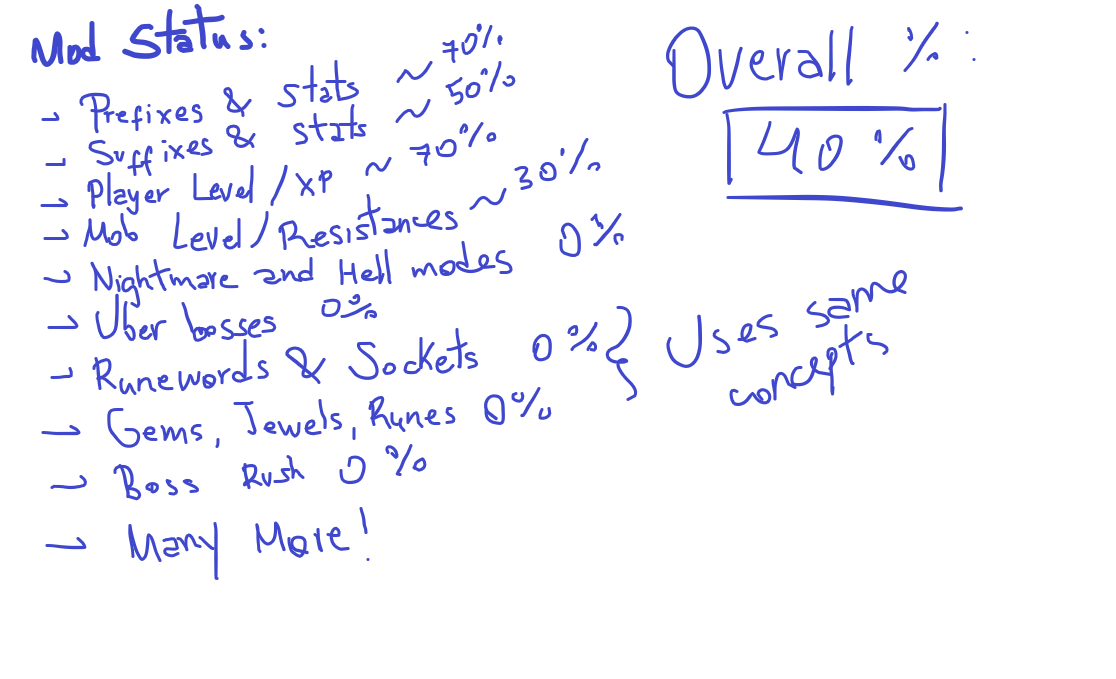 Mod Status:
→ Prefixes & stats ~ 70%
→ Suffixes & stats ~ 50%
→ Player Level/XP ~ 70%
→ Mob Level/Resistances ~ 30%
→ Nightmare and Hell modes 0%
→ Uber bosses 0%
→ Runewords & Sockets 0%
→ Gems, Jewels, Runes 0%
→ Boss Rush 0%
→ Many More!
Overall % :
40%
} Uses same
concepts